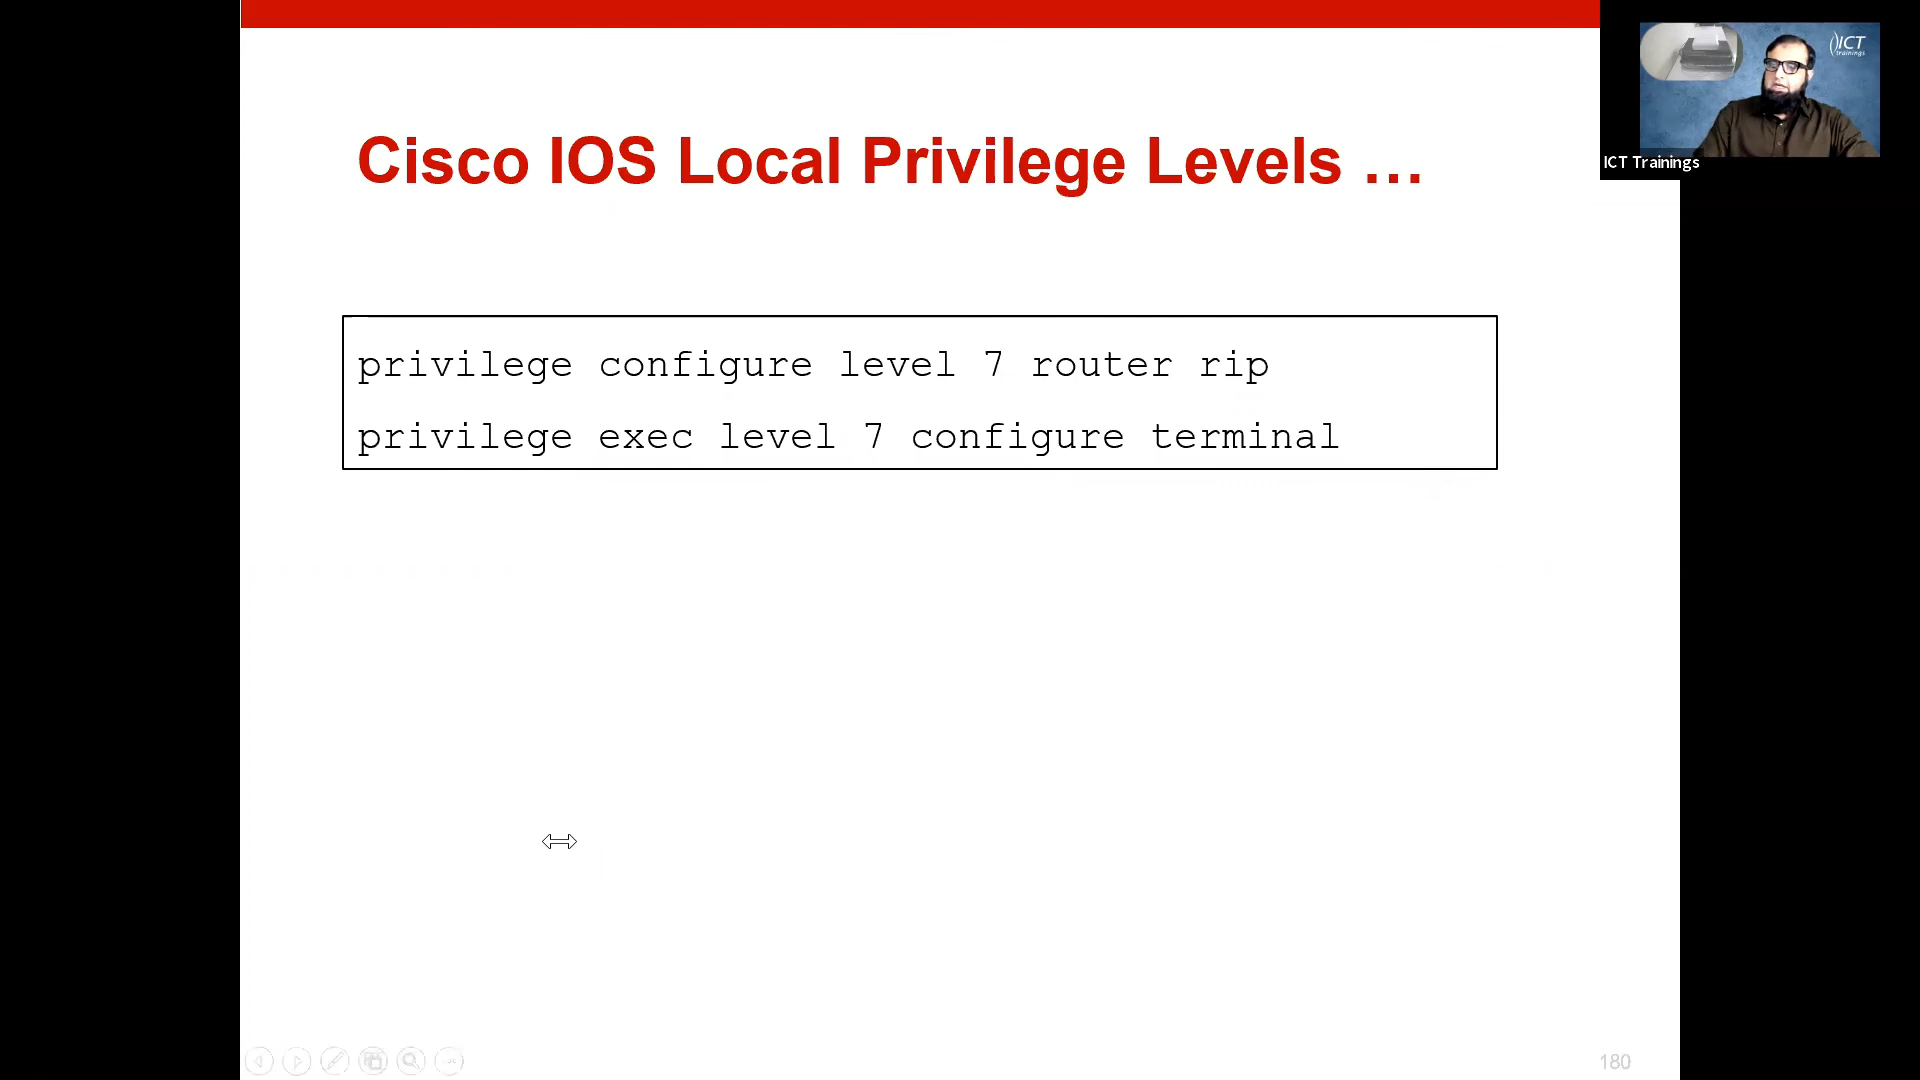 Cisco IOS Local Privilege Levels ...
privilege configure level 7 router rip
privilege exec level 7 configure terminal
ICT
trainings
ICT Trainings
180